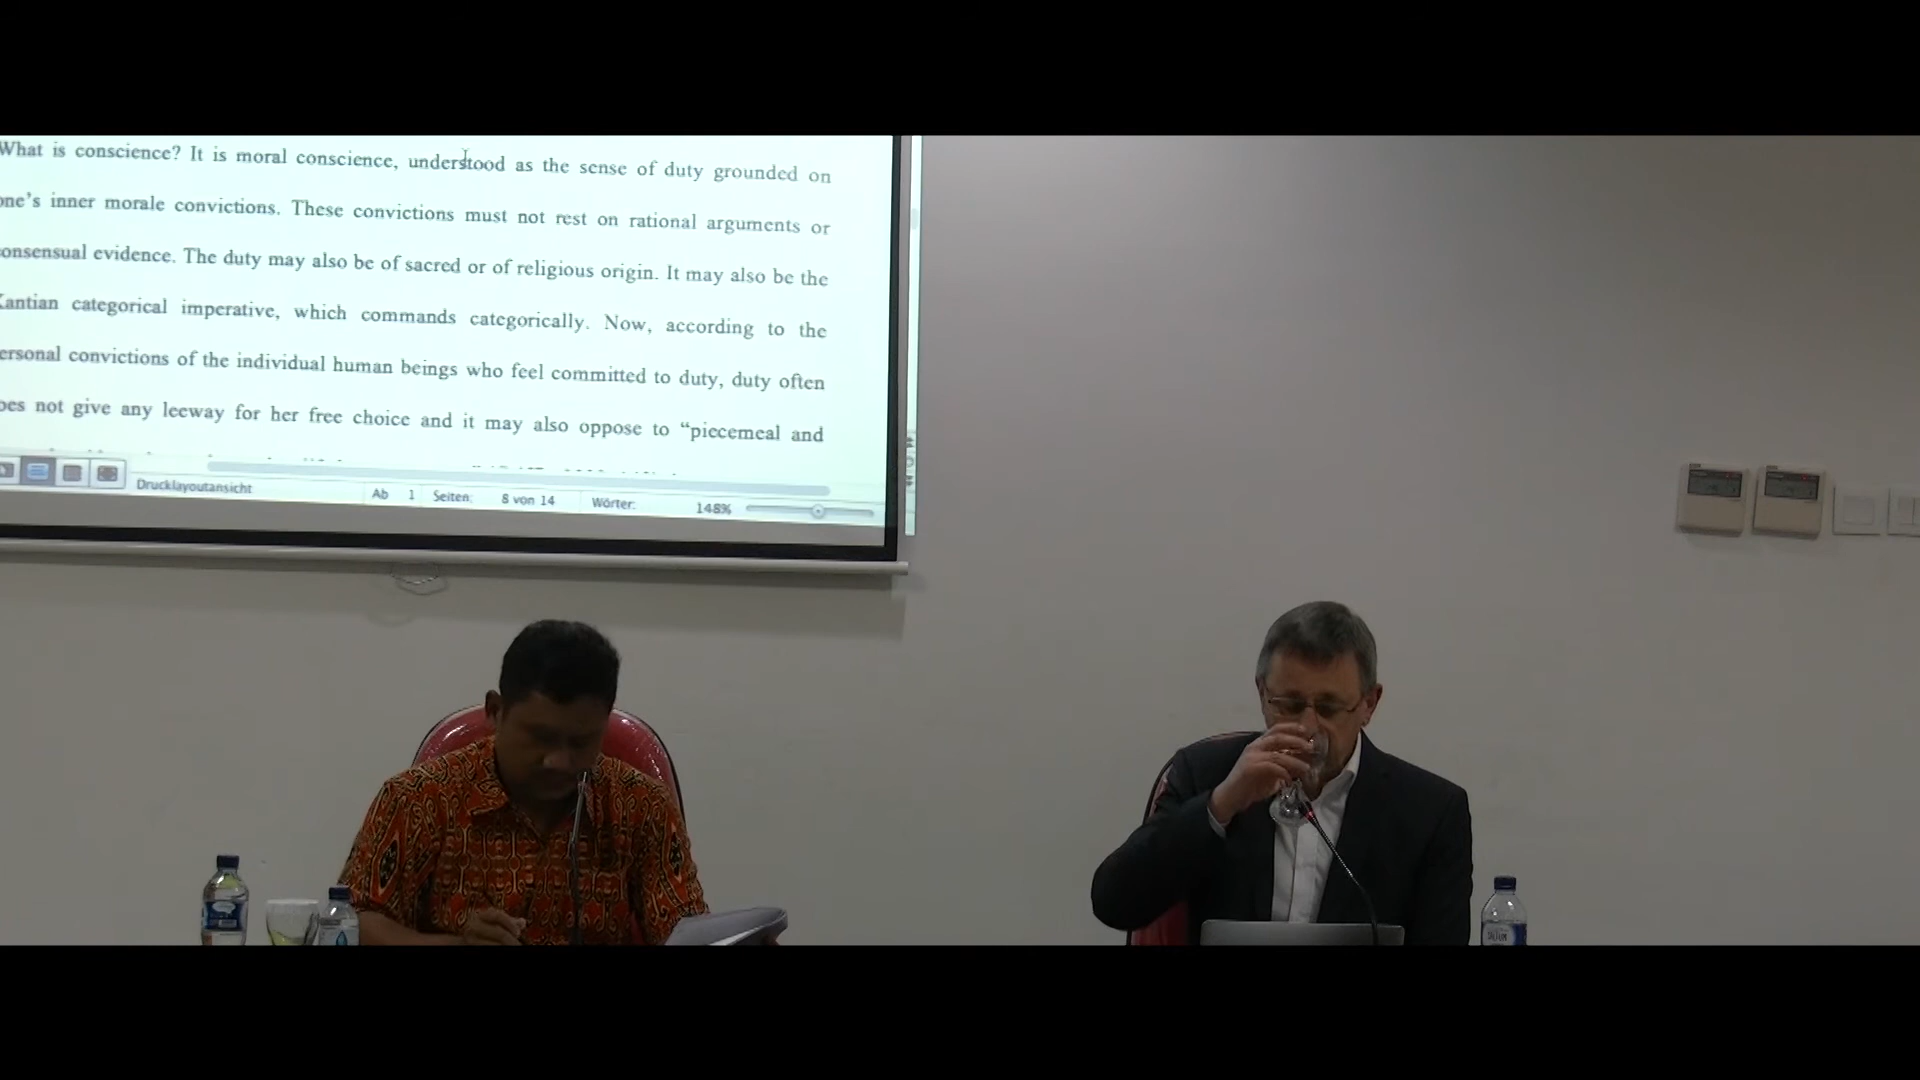 What is conscience? It is moral conscience, understood as the sense of duty grounded on
one's inner morale convictions. These convictions must not rest on rational arguments or
onsensual evidence. The duty may also be of sacred or of religious origin. It may also be the
Kantian categorical imperative, which commands categorically. Now, according to the
ersonal convictions of the individual human beings who feel committed to duty, duty often
oes not give any leeway for her free choice and it may also oppose to “piecemeal and
Drucklayoutansicht Ab 1 Seiten: 8 von 14 Wörter: 148%